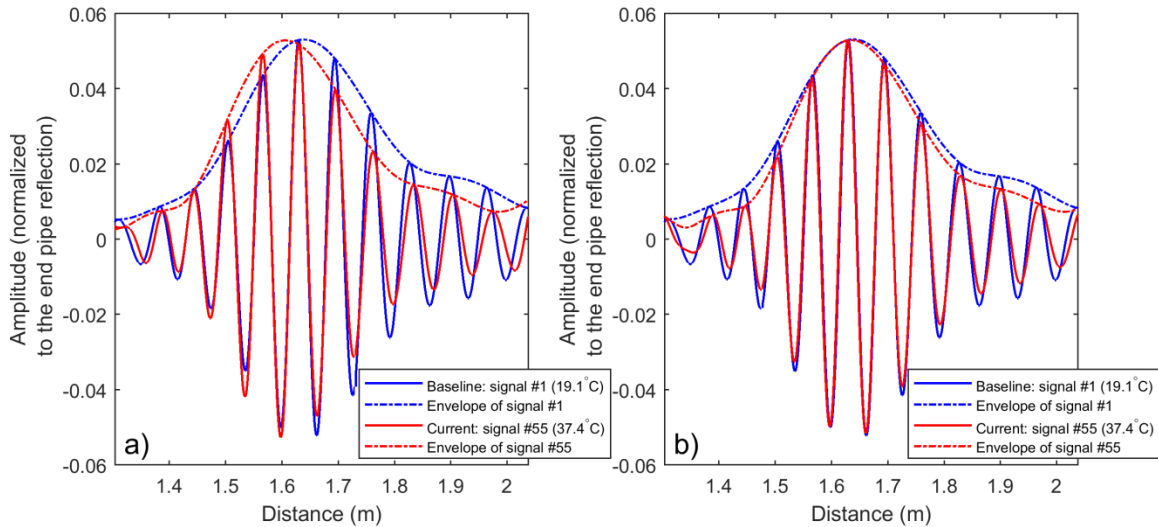 0.06
0.04
0.02
0
-0.02
-0.04
-0.06
Amplitude (normalized
to the end pipe reflection)
1.4 1.5 1.6 1.7 1.8 1.9 2
Distance (m)
a)
Baseline: signal #1 (19.1°C)
Envelope of signal #1
Current: signal #55 (37.4°C)
Envelope of signal #55
0.06
0.04
0.02
0
-0.02
-0.04
-0.06
Amplitude (normalized
to the end pipe reflection)
1.4 1.5 1.6 1.7 1.8 1.9 2
Distance (m)
b)
Baseline: signal #1 (19.1°C)
Envelope of signal #1
Current: signal #55 (37.4°C)
Envelope of signal #55